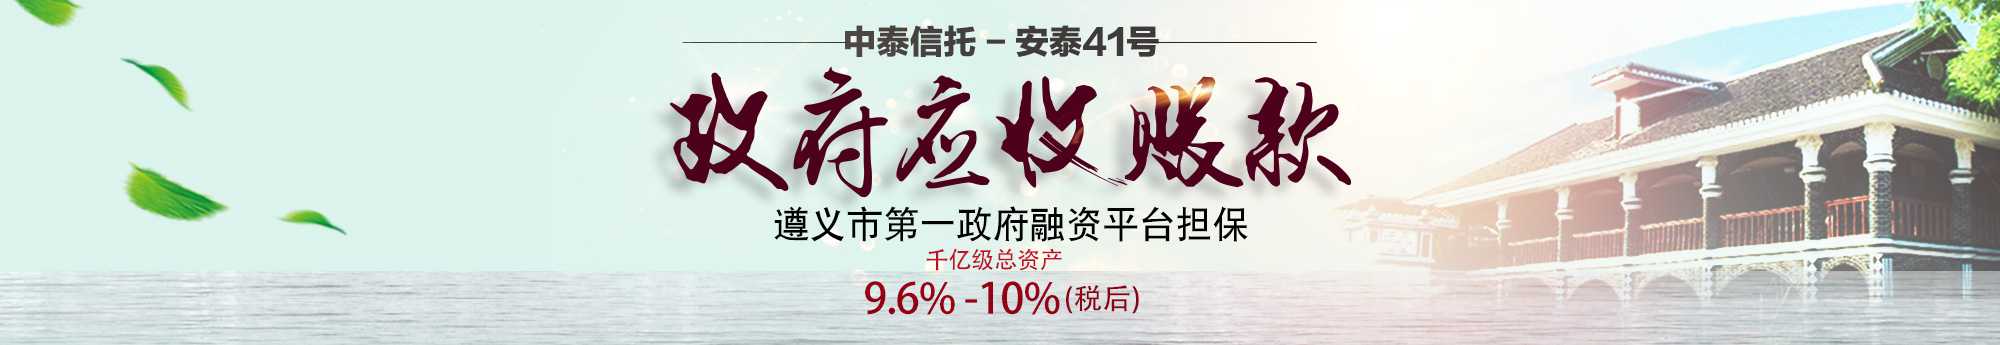 中泰信托 – 安泰41号
政府应收账款
遵义市第一政府融资平台担保
千亿级总资产
9.6% -10% (税后)